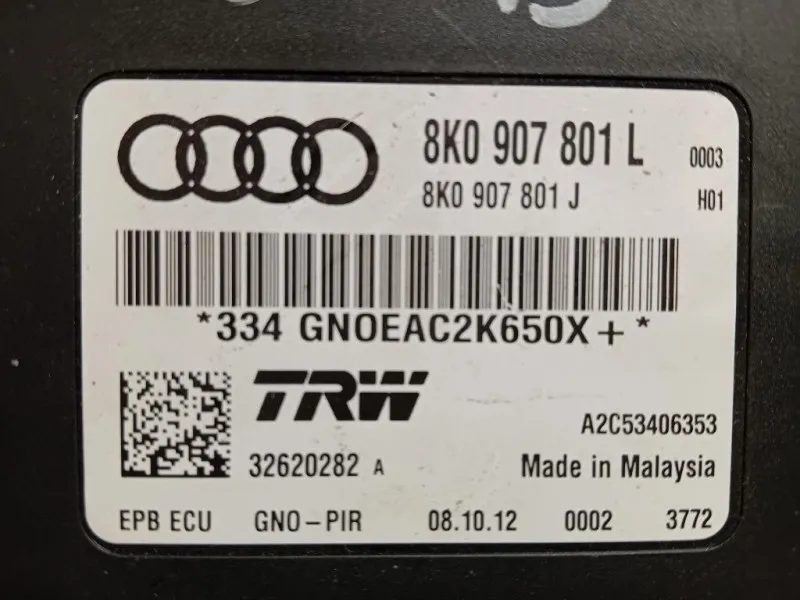 8K0 907 801 L 0003
8K0 907 801 J H01
*334 GNOEAC2K650X+*
TRW
A2C53406353
32620282 A Made in Malaysia
EPB ECU GNO-PIR 08.10.12 0002 3772